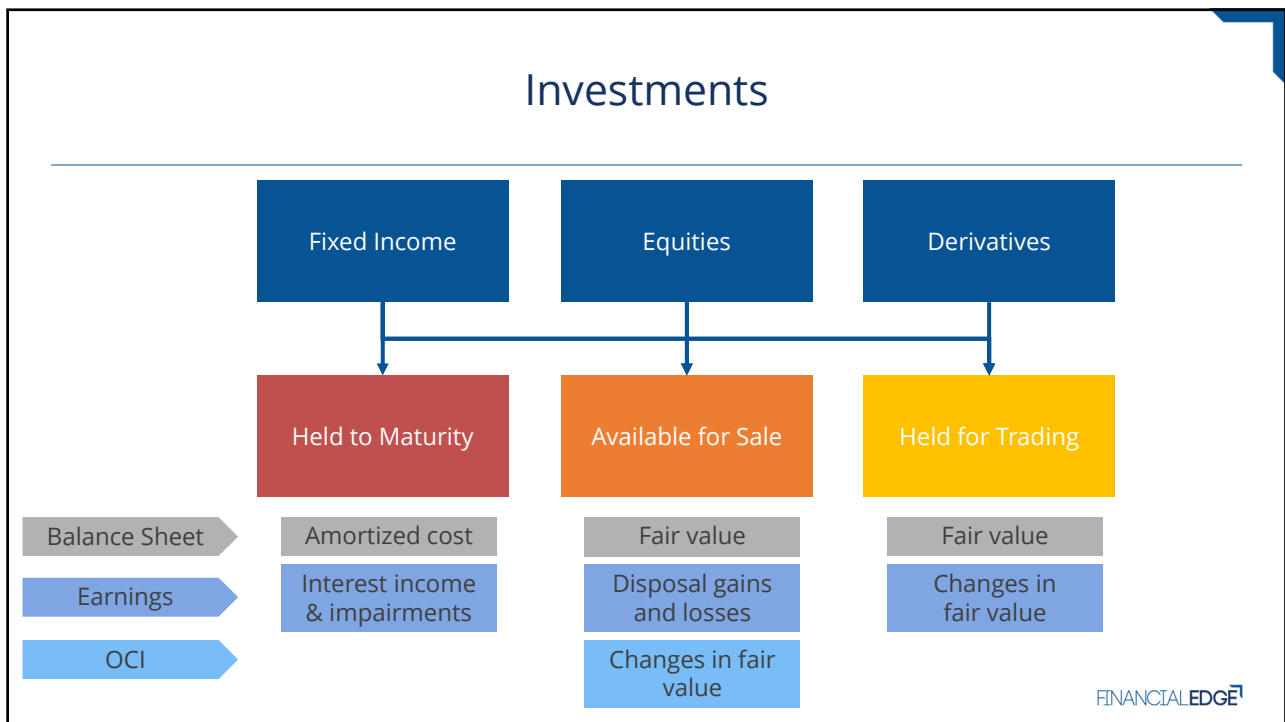 Investments
Fixed Income
Equities
Derivatives
Held to Maturity
Available for Sale
Held for Trading
Balance Sheet
Amortized cost
Fair value
Fair value
Earnings
Interest income
& impairments
Disposal gains
and losses
Changes in
fair value
OCI
Changes in fair
value
FINANCIALEDGE